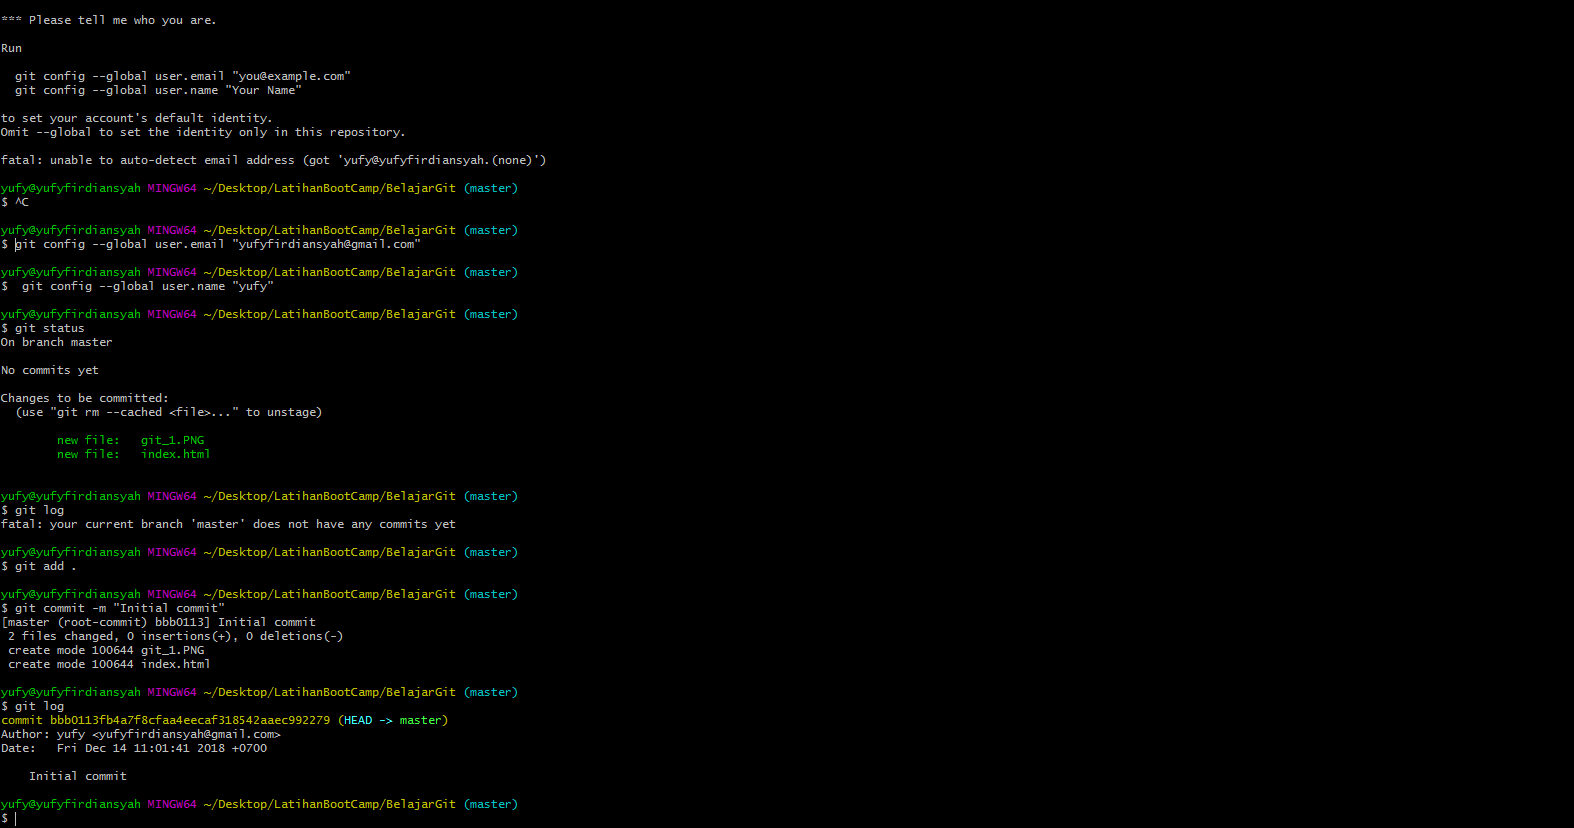 *** Please tell me who you are.
Run
git config --global user.email "you@example.com"
git config --global user.name "Your Name"
to set your account's default identity.
Omit --global to set the identity only in this repository.
fatal: unable to auto-detect email address (got 'yufy@yufyfirdiansyah.(none)')
yufy@yufyfirdiansyah MINGW64 ~/Desktop/LatihanBootCamp/BelajarGit (master)
$ ^C
yufy@yufyfirdiansyah MINGW64 ~/Desktop/LatihanBootCamp/BelajarGit (master)
$ git config --global user.email "yufyfirdiansyah@gmail.com"
yufy@yufyfirdiansyah MINGW64 ~/Desktop/LatihanBootCamp/BelajarGit (master)
$  git config --global user.name "yufy"
yufy@yufyfirdiansyah MINGW64 ~/Desktop/LatihanBootCamp/BelajarGit (master)
$ git status
On branch master
No commits yet
Changes to be committed:
(use "git rm --cached <file>..." to unstage)
new file:   git_1.PNG
new file:   index.html
yufy@yufyfirdiansyah MINGW64 ~/Desktop/LatihanBootCamp/BelajarGit (master)
$ git log
fatal: your current branch 'master' does not have any commits yet
yufy@yufyfirdiansyah MINGW64 ~/Desktop/LatihanBootCamp/BelajarGit (master)
$ git add .
yufy@yufyfirdiansyah MINGW64 ~/Desktop/LatihanBootCamp/BelajarGit (master)
$ git commit -m "Initial commit"
[master (root-commit) bbb0113] Initial commit
2 files changed, 0 insertions(+), 0 deletions(-)
create mode 100644 git_1.PNG
create mode 100644 index.html
yufy@yufyfirdiansyah MINGW64 ~/Desktop/LatihanBootCamp/BelajarGit (master)
$ git log
commit bbb0113fb4a7f8cfaa4eecaf318542aaec992279 (HEAD -> master)
Author: yufy <yufyfirdiansyah@gmail.com>
Date:   Fri Dec 14 11:01:41 2018 +0700
Initial commit
yufy@yufyfirdiansyah MINGW64 ~/Desktop/LatihanBootCamp/BelajarGit (master)
$